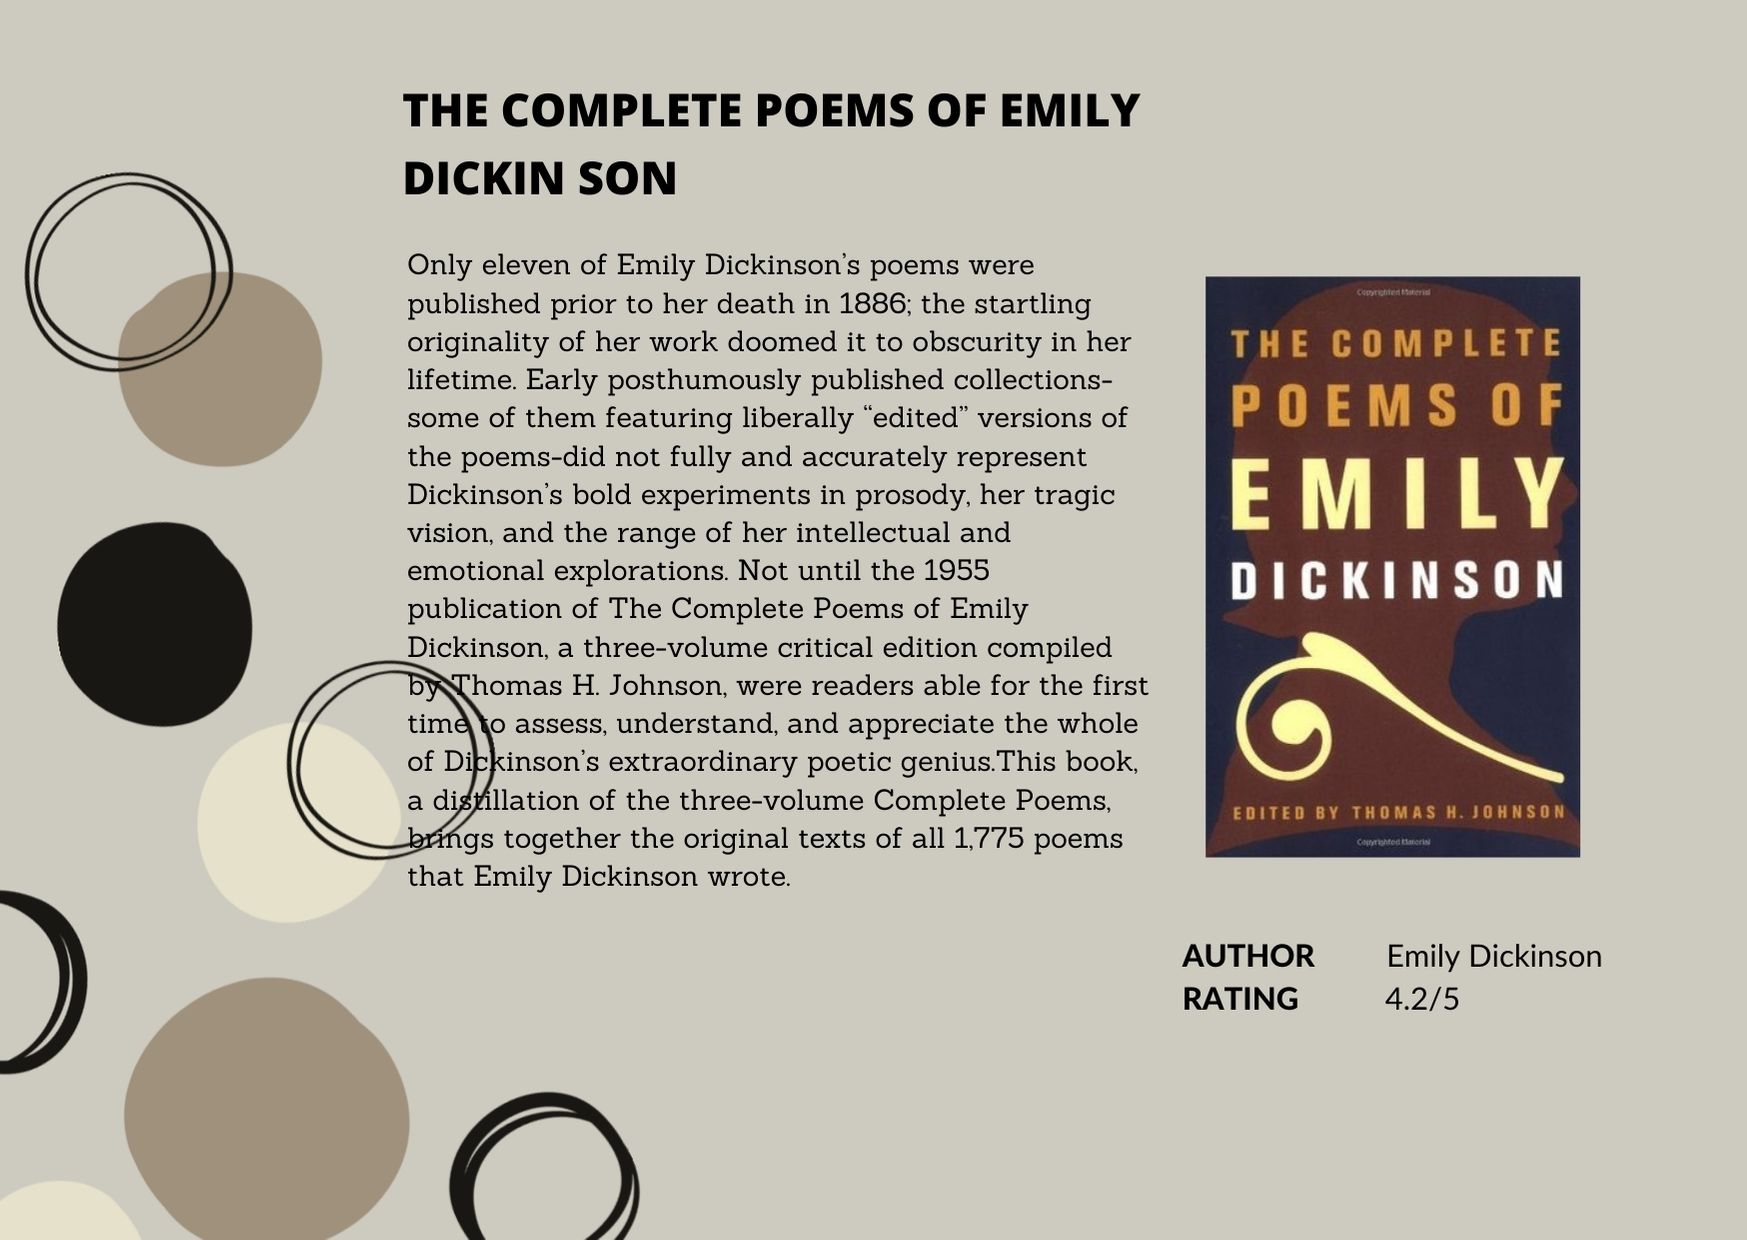 THE COMPLETE POEMS OF EMILY
DICKIN SON
Only eleven of Emily Dickinson’s poems were
published prior to her death in 1886; the startling
originality of her work doomed it to obscurity in her
lifetime. Early posthumously published collections-
some of them featuring liberally “edited” versions of
the poems-did not fully and accurately represent
Dickinson’s bold experiments in prosody, her tragic
vision, and the range of her intellectual and
emotional explorations. Not until the 1955
publication of The Complete Poems of Emily
Dickinson, a three-volume critical edition compiled
by Thomas H. Johnson, were readers able for the first
time to assess, understand, and appreciate the whole
of Dickinson’s extraordinary poetic genius.This book,
a distillation of the three-volume Complete Poems,
brings together the original texts of all 1,775 poems
that Emily Dickinson wrote.
Copyrighted Material
THE COMPLETE
POEMS OF
EMILY
DICKINSON
EDITED BY THOMAS H. JOHNSON
Copyrighted Material
AUTHOR Emily Dickinson
RATING 4.2/5